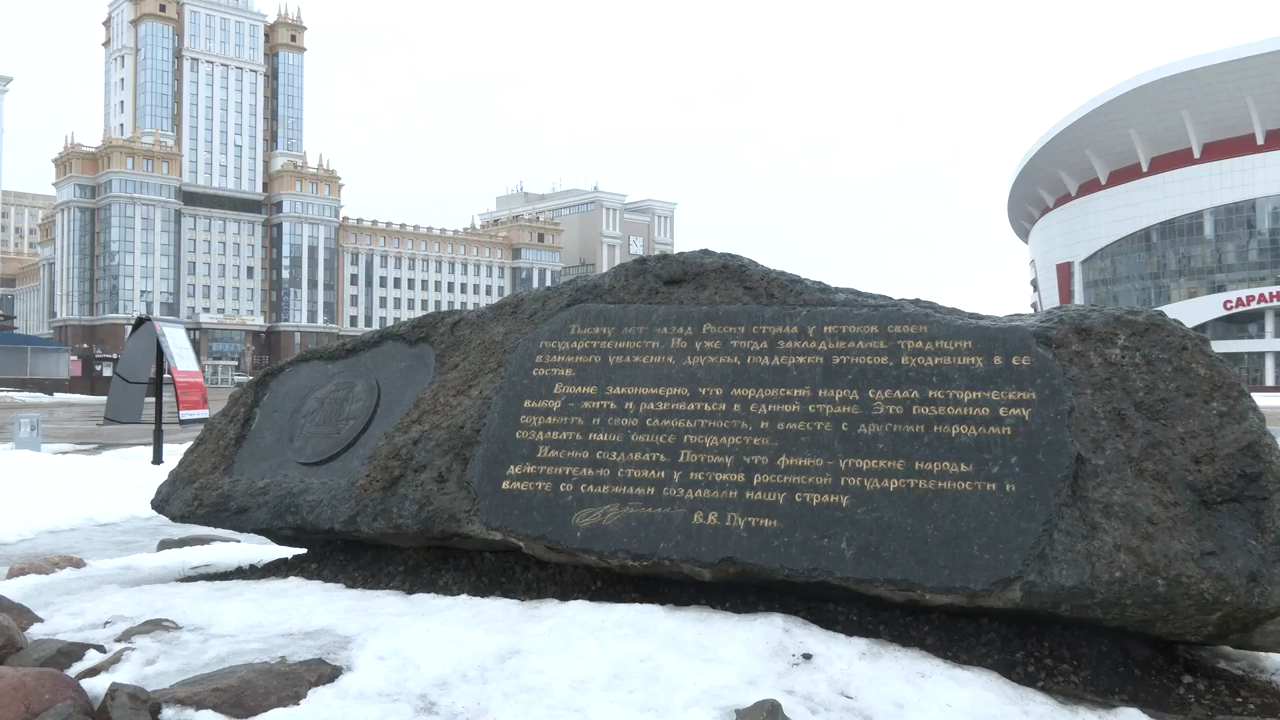 Тысячу лет назад Россия стояла у истоков своей
государственности. Но уже тогда закладывались традиции
взаимного уважения, дружбы, поддержки этносов, входивших в ее
состав.
Вполне закономерно, что мордовский народ сделал исторический
выбор - жить и развиваться в единой стране. Это позволило ему
сохранить и свою самобытность, и вместе с другими народами
создавать наше общее государство...
Именно создавать. Потому что финно-угорские народы
действительно стояли у истоков российской государственности и
вместе со славянами создавали нашу страну.
В.В. Путин
САРАН